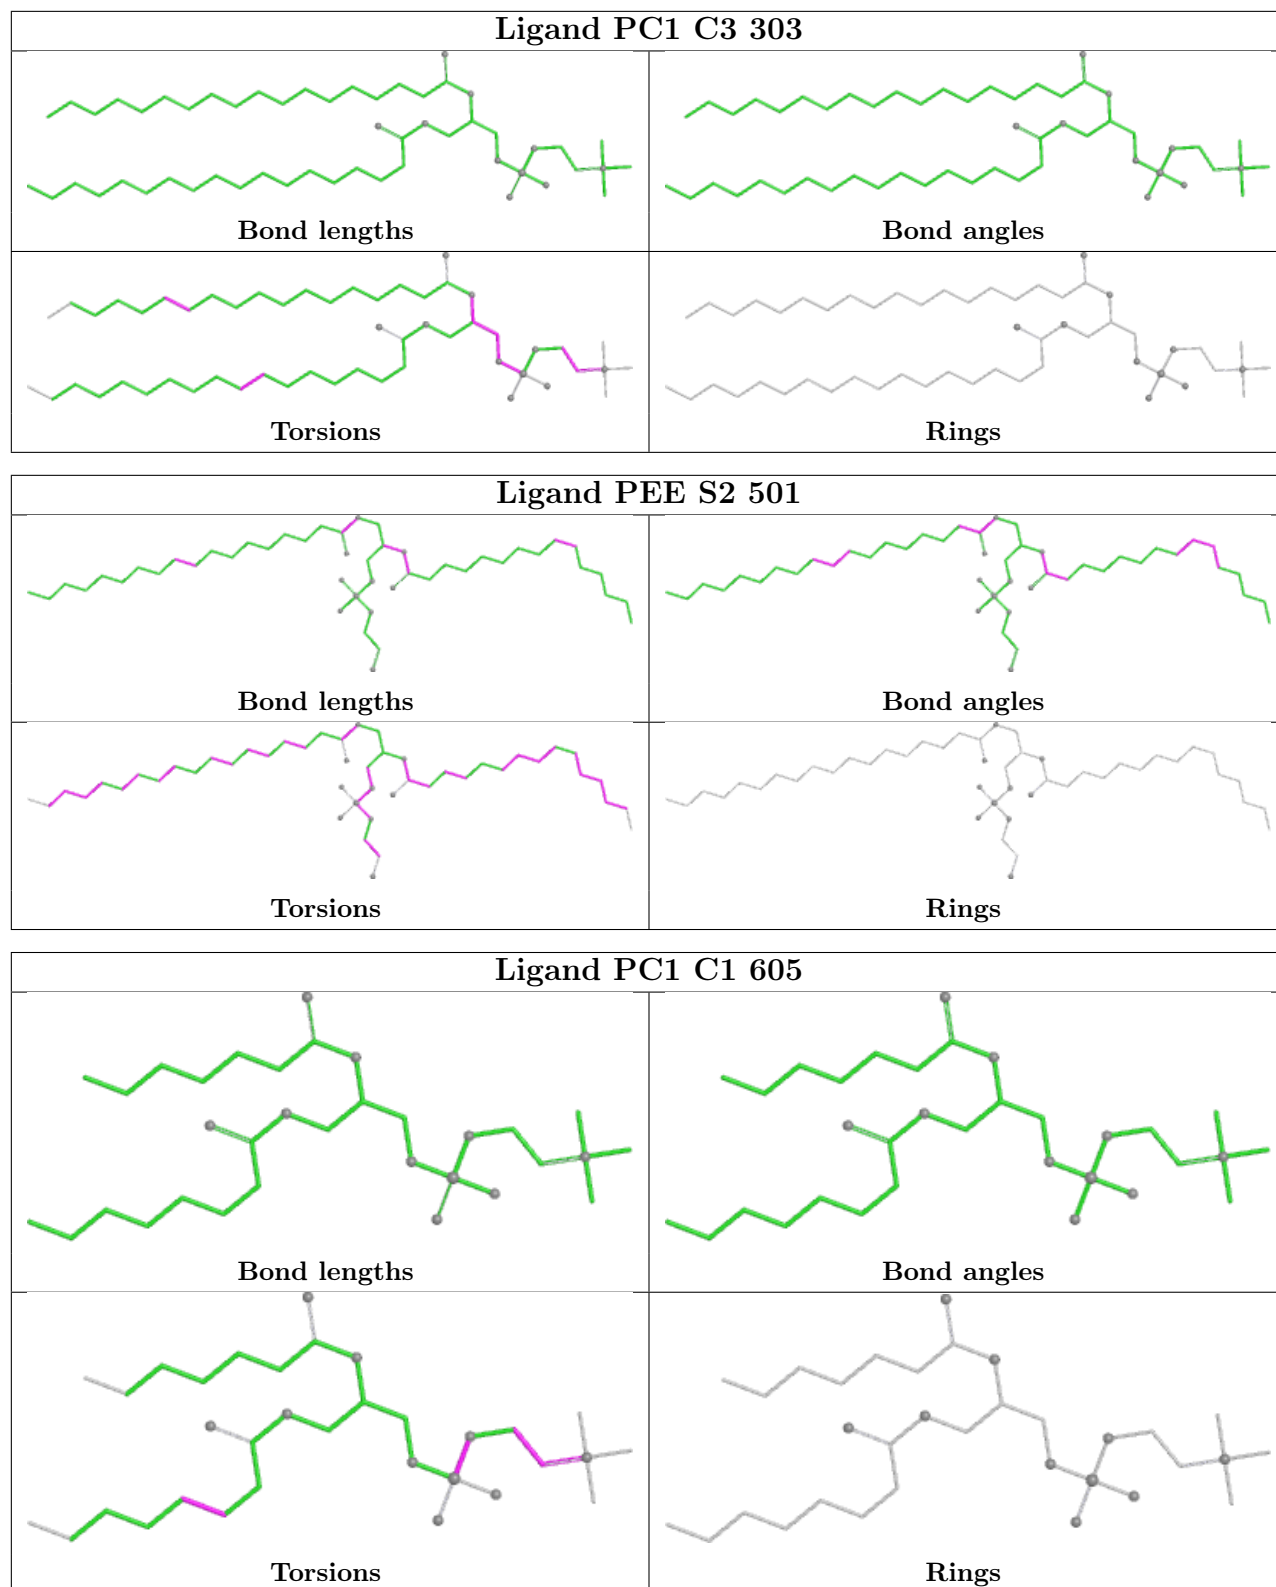 Ligand PC1 C3 303
Bond lengths
Bond angles
Torsions
Rings
Ligand PEE S2 501
Bond lengths
Bond angles
Torsions
Rings
Ligand PC1 C1 605
Bond lengths
Bond angles
Torsions
Rings